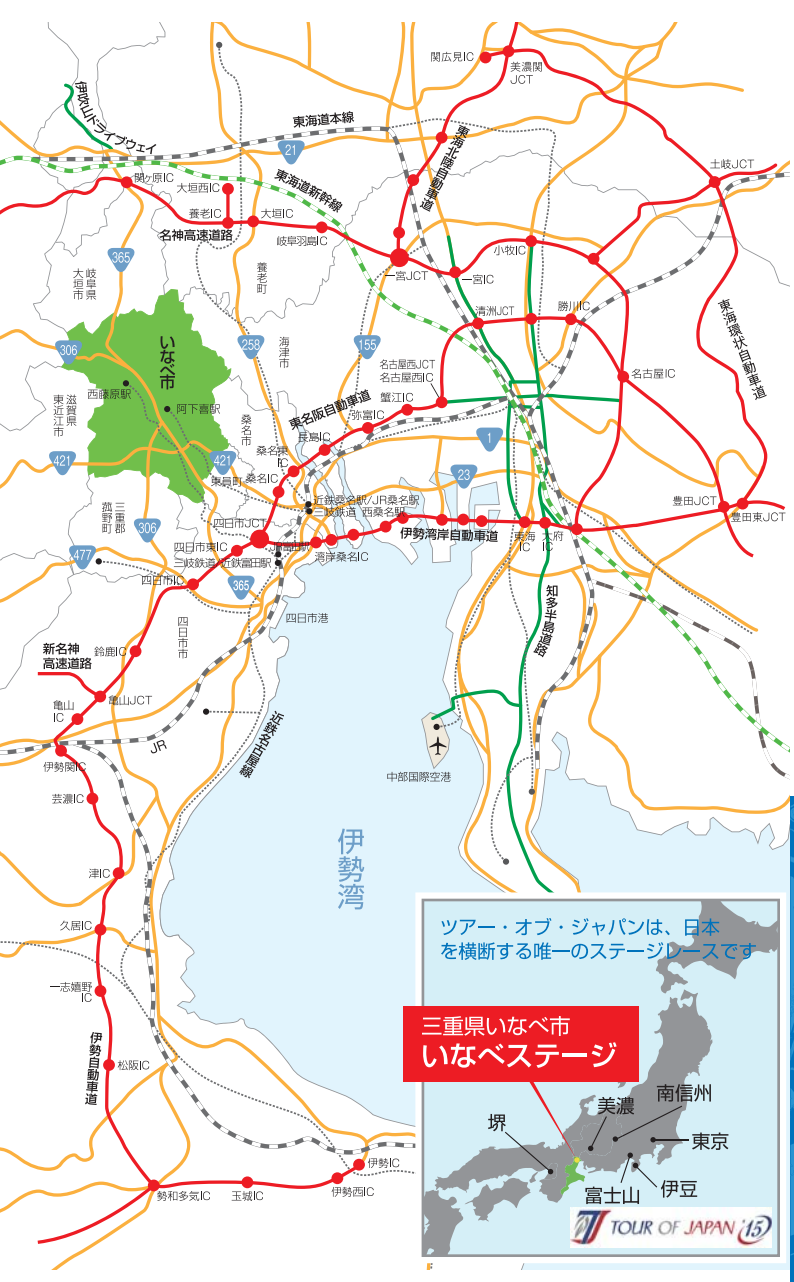 関広見IC
美濃関
JCT
伊吹山ドライブウェイ
東海道本線
21
東海北陸自動車道
土岐JCT
関ヶ原IC
大垣西IC
東海道新幹線
養老IC
大垣IC
名神高速道路
岐阜羽島IC
小牧IC
365
一宮JCT
一宮IC
岐阜県
大垣市
養老町
東海環状自動車道
清洲JCT
勝川IC
いなべ市
306
258
海津市
155
名古屋西JCT
名古屋西IC
名古屋IC
西藤原駅
阿下喜駅
蟹江IC
滋賀県
東近江市
東名阪自動車道
弥富IC
桑名市
長島IC
1
421
421
桑名東
IC
23
東員町
桑名IC
近鉄桑名駅/JR桑名駅
三岐鉄道 西桑名駅
豊田JCT
豊田東JCT
三重郡
菰野町
306
四日市JCT
伊勢湾岸自動車道
東海
IC
大府
IC
477
四日市東IC
JR富田駅
三岐鉄道/近鉄富田駅
湾岸桑名IC
四日市IC
365
知多半島道路
四日市港
四日市市
新名神
高速道路
鈴鹿IC
亀山
IC
亀山JCT
近鉄名古屋線
JR
伊勢関IC
中部国際空港
芸濃IC
伊勢湾
津IC
久居IC
一志嬉野
IC
伊勢自動車道
松阪IC
伊勢IC
勢和多気IC
玉城IC
伊勢西IC
ツアー・オブ・ジャパンは、日本
を横断する唯一のステージレースです
三重県いなべ市
いなべステージ
南信州
美濃
堺
東京
伊豆
富士山
TOUR OF JAPAN '15